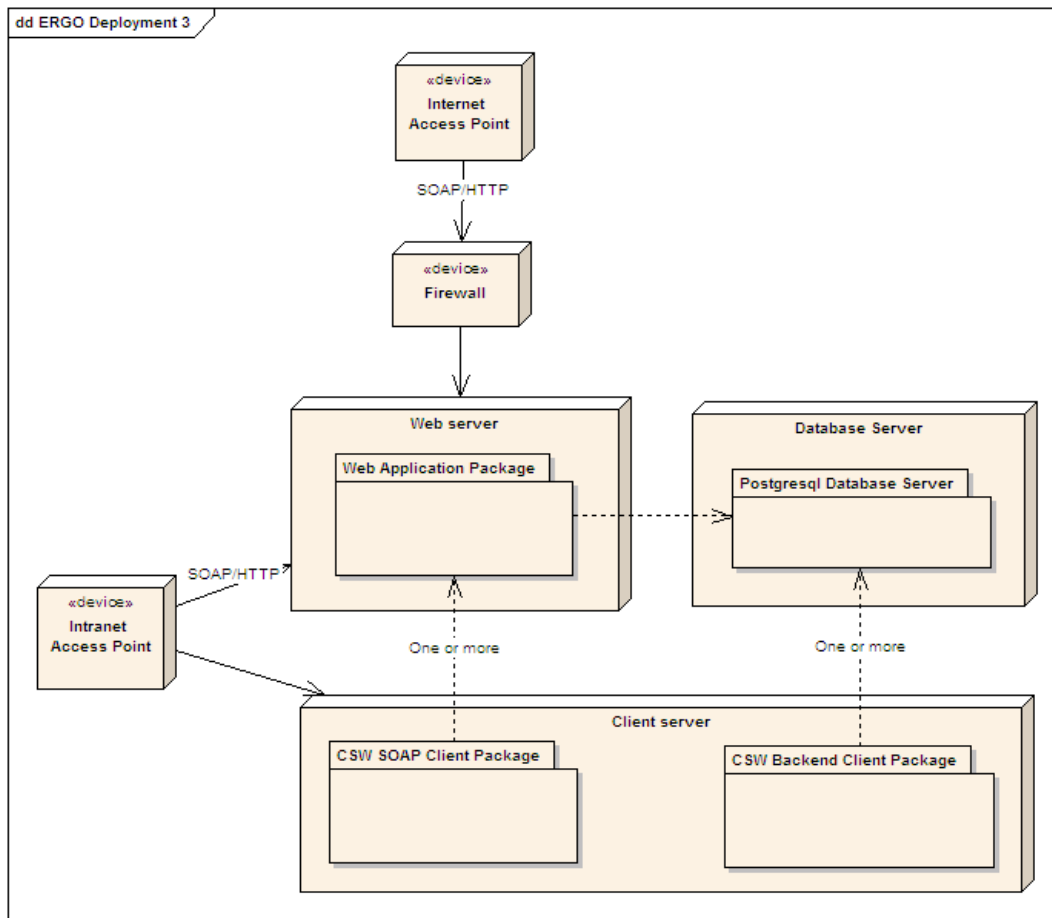 dd ERGO Deployment 3
«device»
Internet
Access Point
SOAP/HTTP
«device»
Firewall
Web server
Web Application Package
Database Server
Postgresql Database Server
SOAP/HTTP
«device»
Intranet
Access Point
One or more
One or more
Client server
CSW SOAP Client Package
CSW Backend Client Package